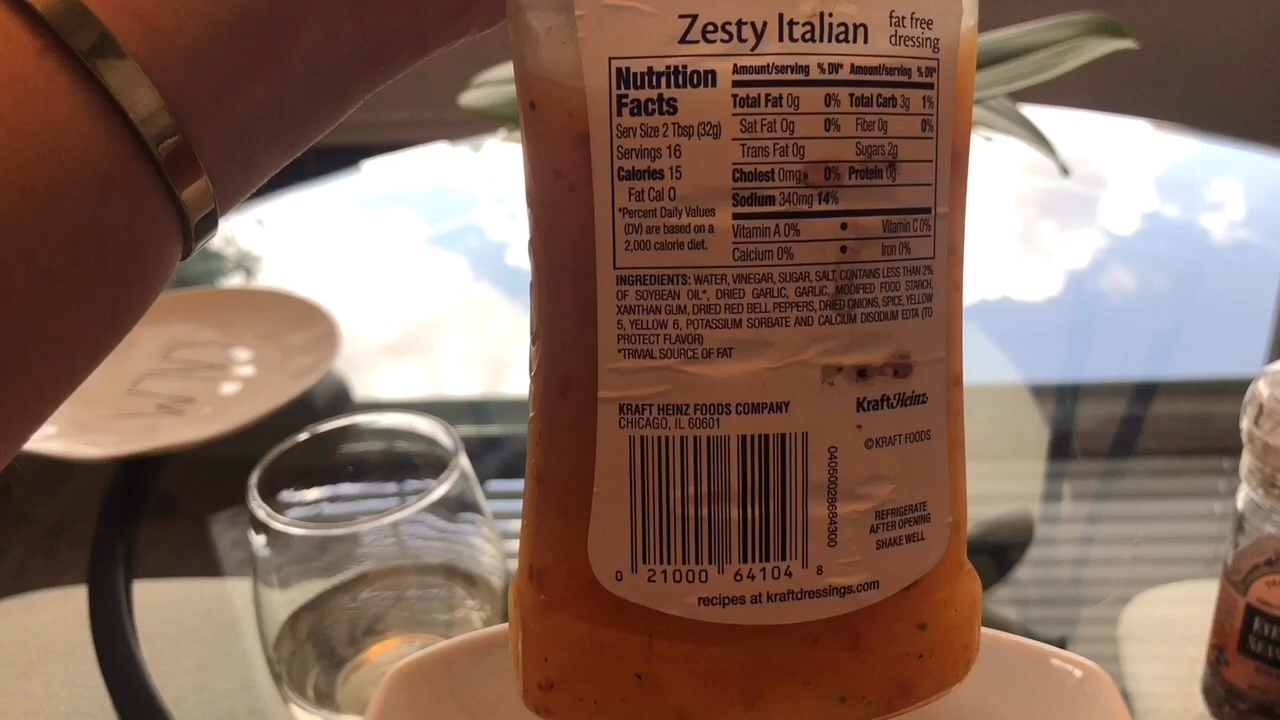 Zesty Italian fat free dressing
Nutrition Facts
Serv Size 2 Tbsp (32g)
Servings 16
Calories 15
Fat Cal 0
*Percent Daily Values
(DV) are based on a
2,000 calorie diet.
Amount/serving %DV* Amount/serving %DV*
Total Fat 0g 0% Total Carb 3g 1%
Sat Fat 0g 0% Fiber 0g 0%
Trans Fat 0g Sugars 2g
Cholest 0mg 0% Protein 0g
Sodium 340mg 14%
Vitamin A 0% • Vitamin C 0%
Calcium 0% • Iron 0%
INGREDIENTS: WATER, VINEGAR, SUGAR, SALT, CONTAINS LESS THAN 2%
OF SOYBEAN OIL*, DRIED GARLIC, GARLIC, MODIFIED FOOD STARCH,
XANTHAN GUM, DRIED RED BELL PEPPERS, DRIED ONIONS, SPICE, YELLOW
5, YELLOW 6, POTASSIUM SORBATE AND CALCIUM DISODIUM EDTA (TO
PROTECT FLAVOR)
*TRIVIAL SOURCE OF FAT
KRAFT HEINZ FOODS COMPANY
CHICAGO, IL 60601
KraftHeinz
© KRAFT FOODS
04050028684300
REFRIGERATE
AFTER OPENING
SHAKE WELL
0 21000 64104 8
recipes at kraftdressings.com